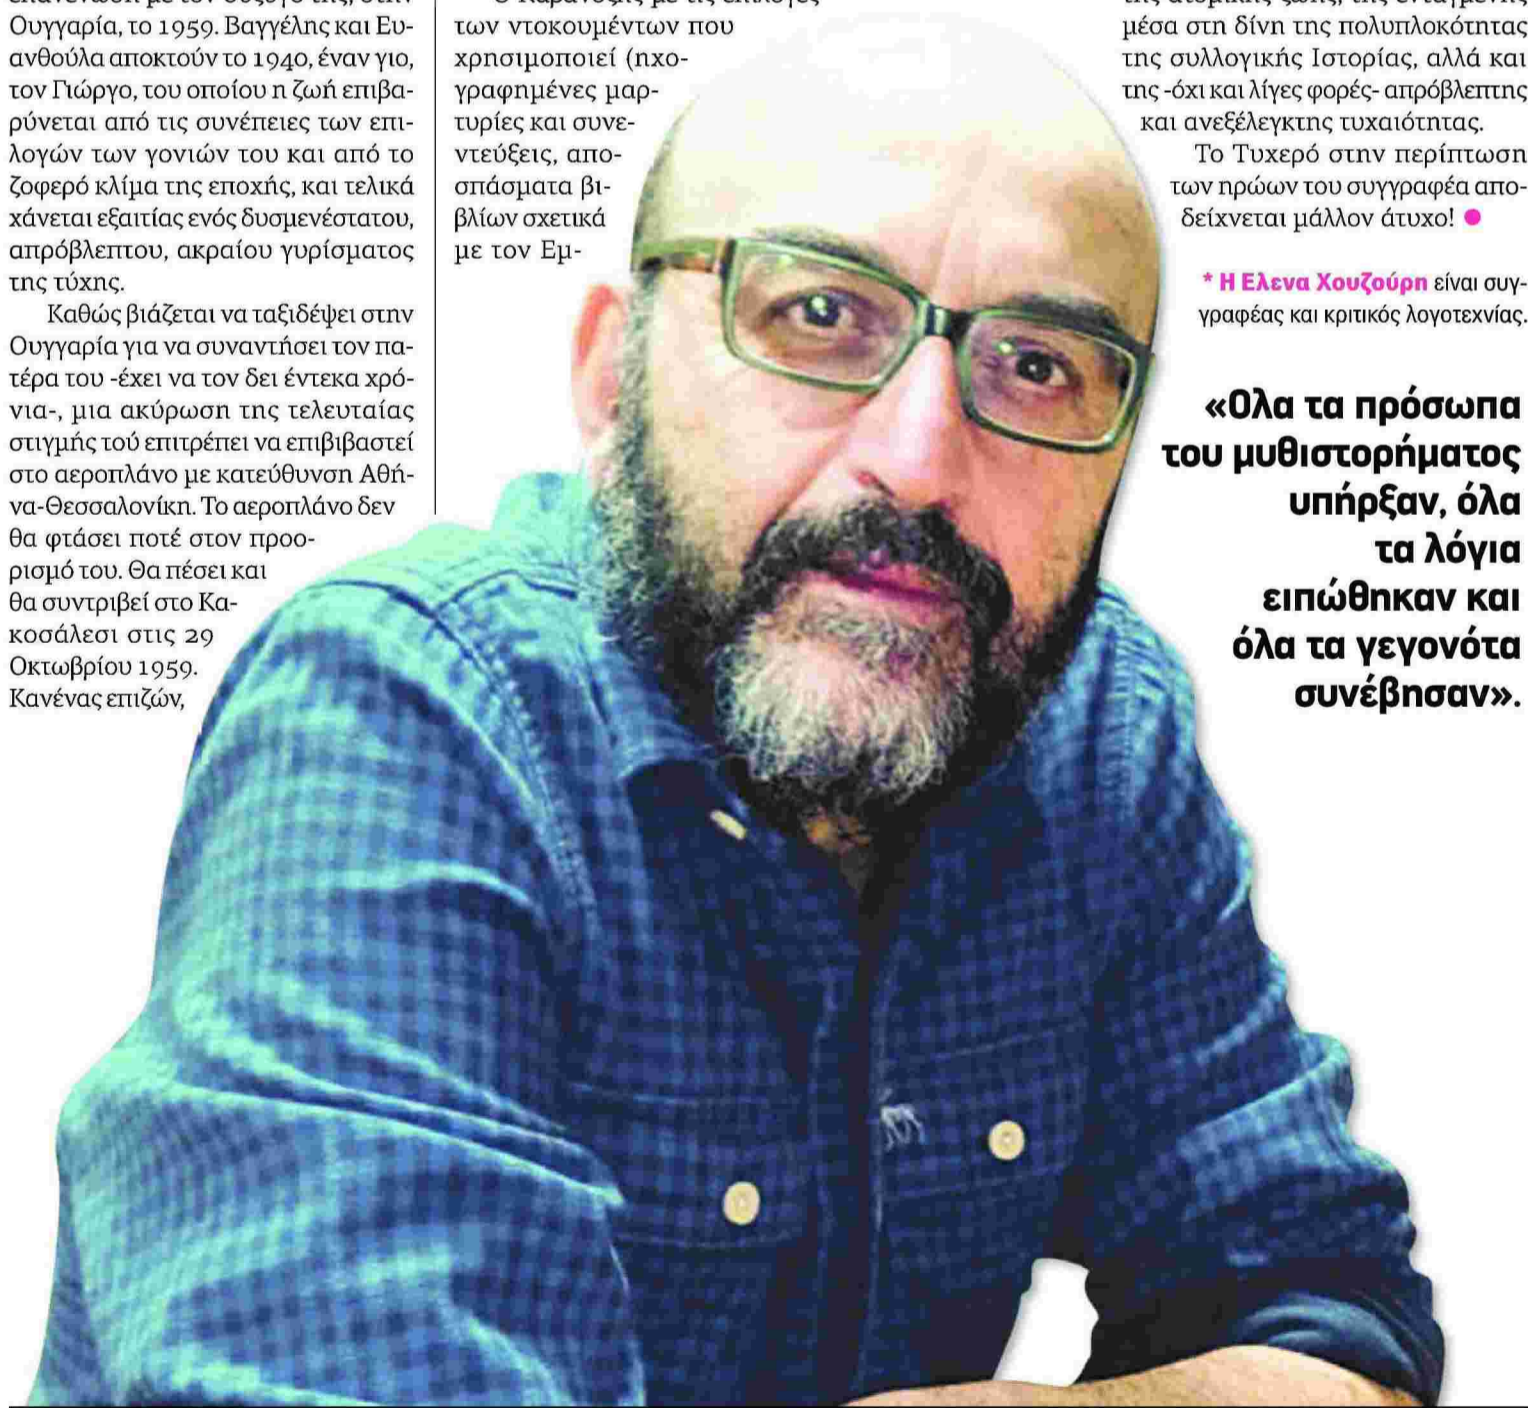 Ουγγαρία, το 1959. Βαγγέλης και Ευ-
ανθούλα αποκτούν το 1940, έναν γιο,
τον Γιώργο, του οποίου η ζωή επιβα-
ρύνεται από τις συνέπειες των επι-
λογών των γονιών του και από το
ζοφερό κλίμα της εποχής, και τελικά
χάνεται εξαιτίας ενός δυσμενέστατου,
απρόβλεπτου, ακραίου γυρίσματος
της τύχης.
Καθώς βιάζεται να ταξιδέψει στην
Ουγγαρία για να συναντήσει τον πα-
τέρα του -έχει να τον δει έντεκα χρό-
νια-, μια ακύρωση της τελευταίας
στιγμής τού επιτρέπει να επιβιβαστεί
στο αεροπλάνο με κατεύθυνση Αθή-
να-Θεσσαλονίκη. Το αεροπλάνο δεν
θα φτάσει ποτέ στον προο-
ρισμό του. Θα πέσει και
θα συντριβεί στο Κα-
κοσάλεσι στις 29
Οκτωβρίου 1959.
Κανένας επιζών,
των ντοκουμέντων που
χρησιμοποιεί (ηχο-
γραφημένες μαρ-
τυρίες και συνε-
ντεύξεις, απο-
σπάσματα βι-
βλίων σχετικά
με τον Εμ-
μέσα στη δίνη της πολυπλοκότητας
της συλλογικής Ιστορίας, αλλά και
της -όχι και λίγες φορές- απρόβλεπτης
και ανεξέλεγκτης τυχαιότητας.
Το Τυχερό στην περίπτωση
των ηρώων του συγγραφέα απο-
δείχνεται μάλλον άτυχο! ●
* Η Ελενα Χουζούρη είναι συγ-
γραφέας και κριτικός λογοτεχνίας.
«Ολα τα πρόσωπα
του μυθιστορήματος
υπήρξαν, όλα
τα λόγια
ειπώθηκαν και
όλα τα γεγονότα
συνέβησαν».